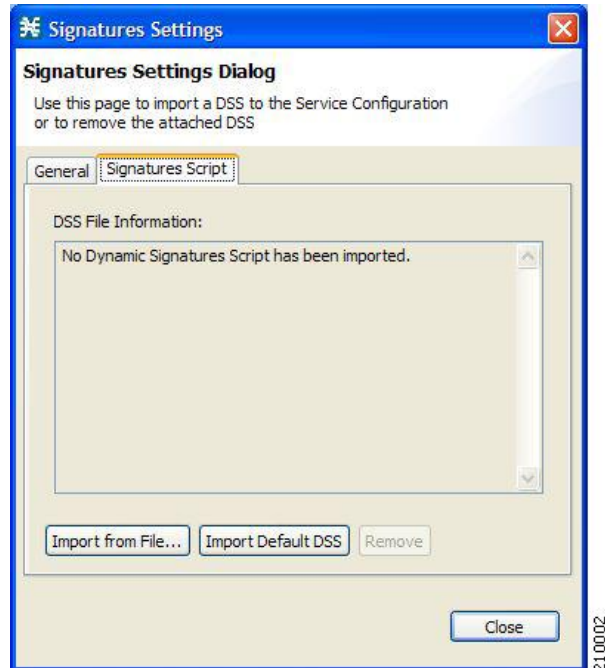 Signatures Settings
Signatures Settings Dialog
Use this page to import a DSS to the Service Configuration
or to remove the attached DSS
General
Signatures Script
DSS File Information:
No Dynamic Signatures Script has been imported.
Import from File...
Import Default DSS
Remove
Close
210002